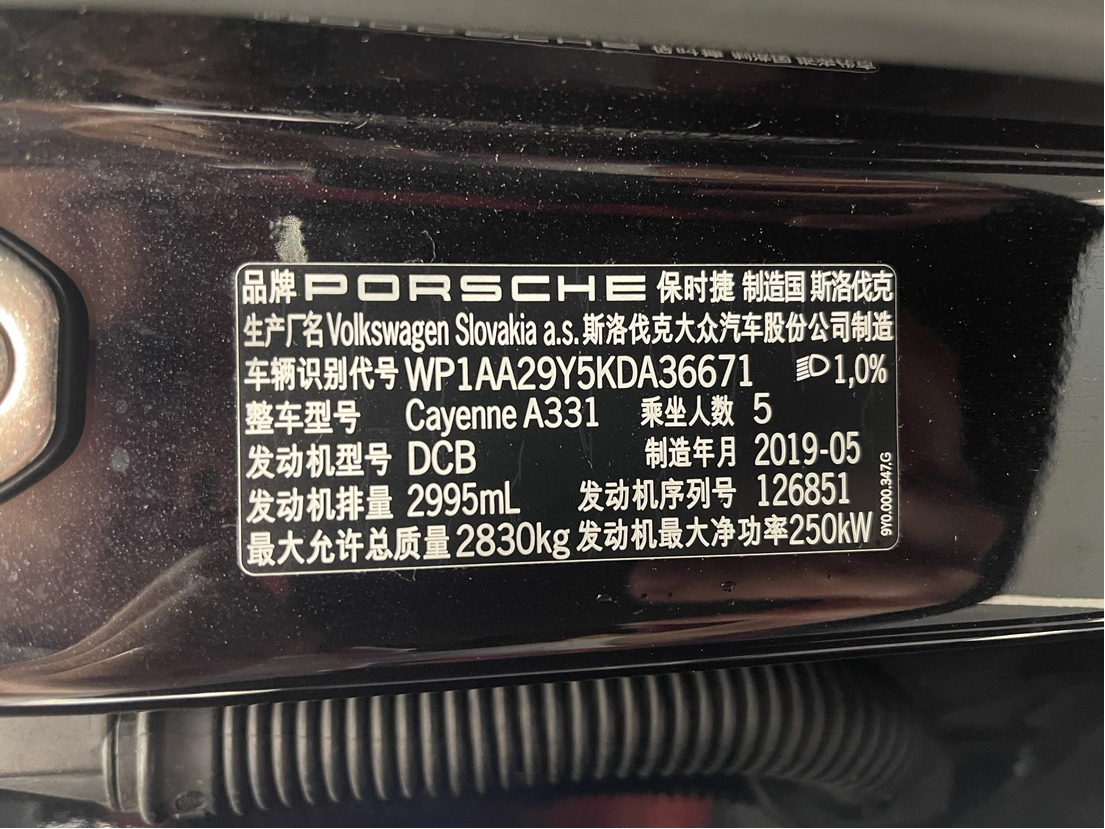 品牌 PORSCHE 保时捷 制造国 斯洛伐克
生产厂名 Volkswagen Slovakia a.s. 斯洛伐克大众汽车股份公司制造
车辆识别代号 WP1AA29Y5KDA36671 1,0%
整车型号 Cayenne A331 乘坐人数 5
发动机型号 DCB 制造年月 2019-05
发动机排量 2995mL 发动机序列号 126851
最大允许总质量 2830kg 发动机最大净功率 250kW
9Y0.000.347.G